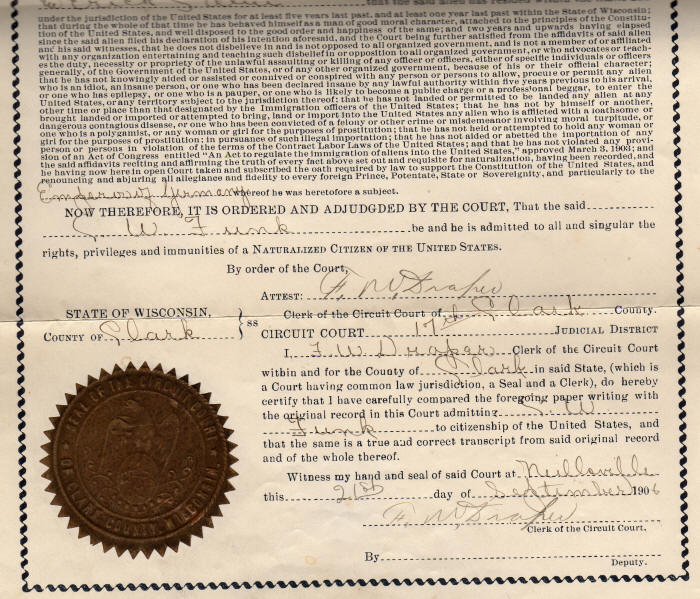 that the said alien has resided within and
under the jurisdiction of the United States for at least five years last past, and at least one year last past within the State of Wisconsin;
that during the whole of that time he has behaved himself as a man of good moral character, attached to the principles of the Constitu-
tion of the United States, and well disposed to the good order and happiness of the same; and two years and upwards having elapsed
since the said alien filed his declaration of his intention aforesaid, and the Court being further satisfied from the affidavits of said alien
and his said witnesses, that he does not disbelieve in and is not opposed to all organized government, and is not a member of or affiliated
with any organization entertaining and teaching such disbelief in or opposition to all organized government, or who advocates or teach-
es the duty, necessity or propriety of the unlawful assaulting or killing of any officer or officers, either of specific individuals or officers
generally, of the Government of the United States, or of any other organized government, because of his or their official character;
that he has not knowingly aided or assisted or connived or conspired with any person or persons to allow, procure or permit any alien
who is an idiot, an insane person, or one who has been declared insane by any lawful authority within five years previous to his arrival,
or one who has epilepsy, or one who is a pauper, or one who is likely to become a public charge or a professional beggar, to enter the
United States, or any territory subject to the jurisdiction thereof; that he has not landed or permitted to be landed any alien at any
other time or place than that designated by the Immigration officers of the United States; that he has not by himself or another,
brought landed or imported or attempted to bring, land or import into the United States any alien who is afflicted with a loathsome or
dangerous contagious disease, or one who has been convicted of a felony or other crime or misdemeanor involving moral turpitude, or
one who is a polygamist, or any woman or girl for the purposes of prostitution; that he has not held or attempted to hold any woman or
girl for the purposes of prostitution; in pursuance of such illegal importation; that he has not aided or abetted the importation of any
person or persons in violation of the terms of the Contract Labor Laws of the United States; and that he has not violated any provi-
sion of an Act of Congress entitled "An Act to regulate the immigration of aliens into the United States," approved March 3, 1903; and
the said affidavits reciting and affirming the truth of every fact above set out and requisite for naturalization, having been recorded, and
he having now here in open Court taken and subscribed the oath required by law to support the Constitution of the United States, and
renouncing and abjuring all allegiance and fidelity to every foreign Prince, Potentate, State or Sovereignity, and particularly to the
Emperor of Germany whereof he was heretofore a subject.
NOW THEREFORE, IT IS ORDERED AND ADJUDGDED BY THE COURT, That the said
W Funk be and he is admitted to all and singular the
rights, privileges and immunities of a NATURALIZED CITIZEN OF THE UNITED STATES.
By order of the Court,
ATTEST: F. W. Draper
STATE OF WISCONSIN,
COUNTY OF Clark
ss
Clerk of the Circuit Court of Clark County.
CIRCUIT COURT 17th JUDICIAL DISTRICT
I, F W Draper Clerk of the Circuit Court
within and for the County of Clark in said State, (which is
a Court having common law jurisdiction, a Seal and a Clerk), do hereby
certify that I have carefully compared the foregoing paper writing with
the original record in this Court admitting W
Funk to citizenship of the United States, and
that the same is a true and correct transcript from said original record
and of the whole thereof.
Witness my hand and seal of said Court at Neillsville
this 21st day of September 1906
F. W. Draper
Clerk of the Circuit Court,
By
Deputy.
SEAL OF THE CIRCUIT COURT
OF CLARK COUNTY, WISCONSIN